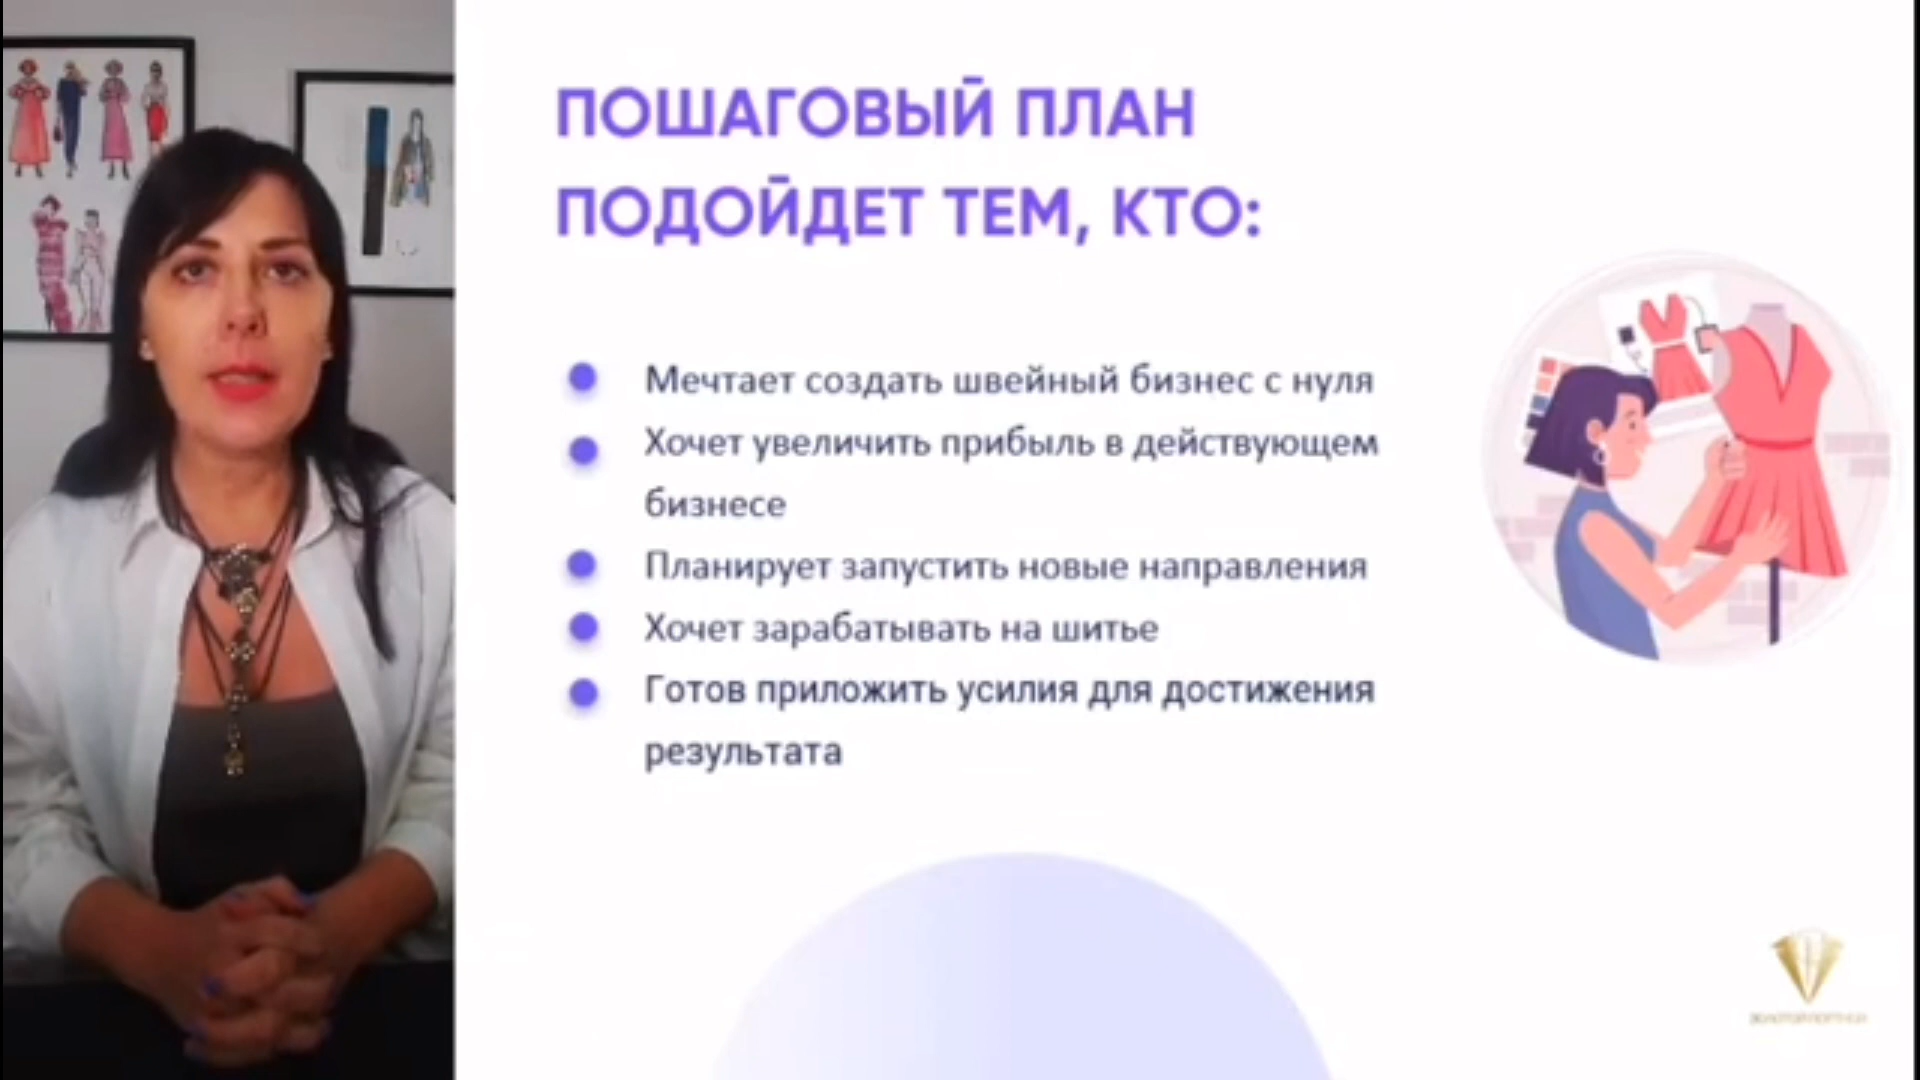 ПОШАГОВЫЙ ПЛАН
ПОДОЙДЕТ ТЕМ, КТО:
Мечтает создать швейный бизнес с нуля
Хочет увеличить прибыль в действующем
бизнесе
Планирует запустить новые направления
Хочет зарабатывать на шитье
Готов приложить усилия для достижения
результата